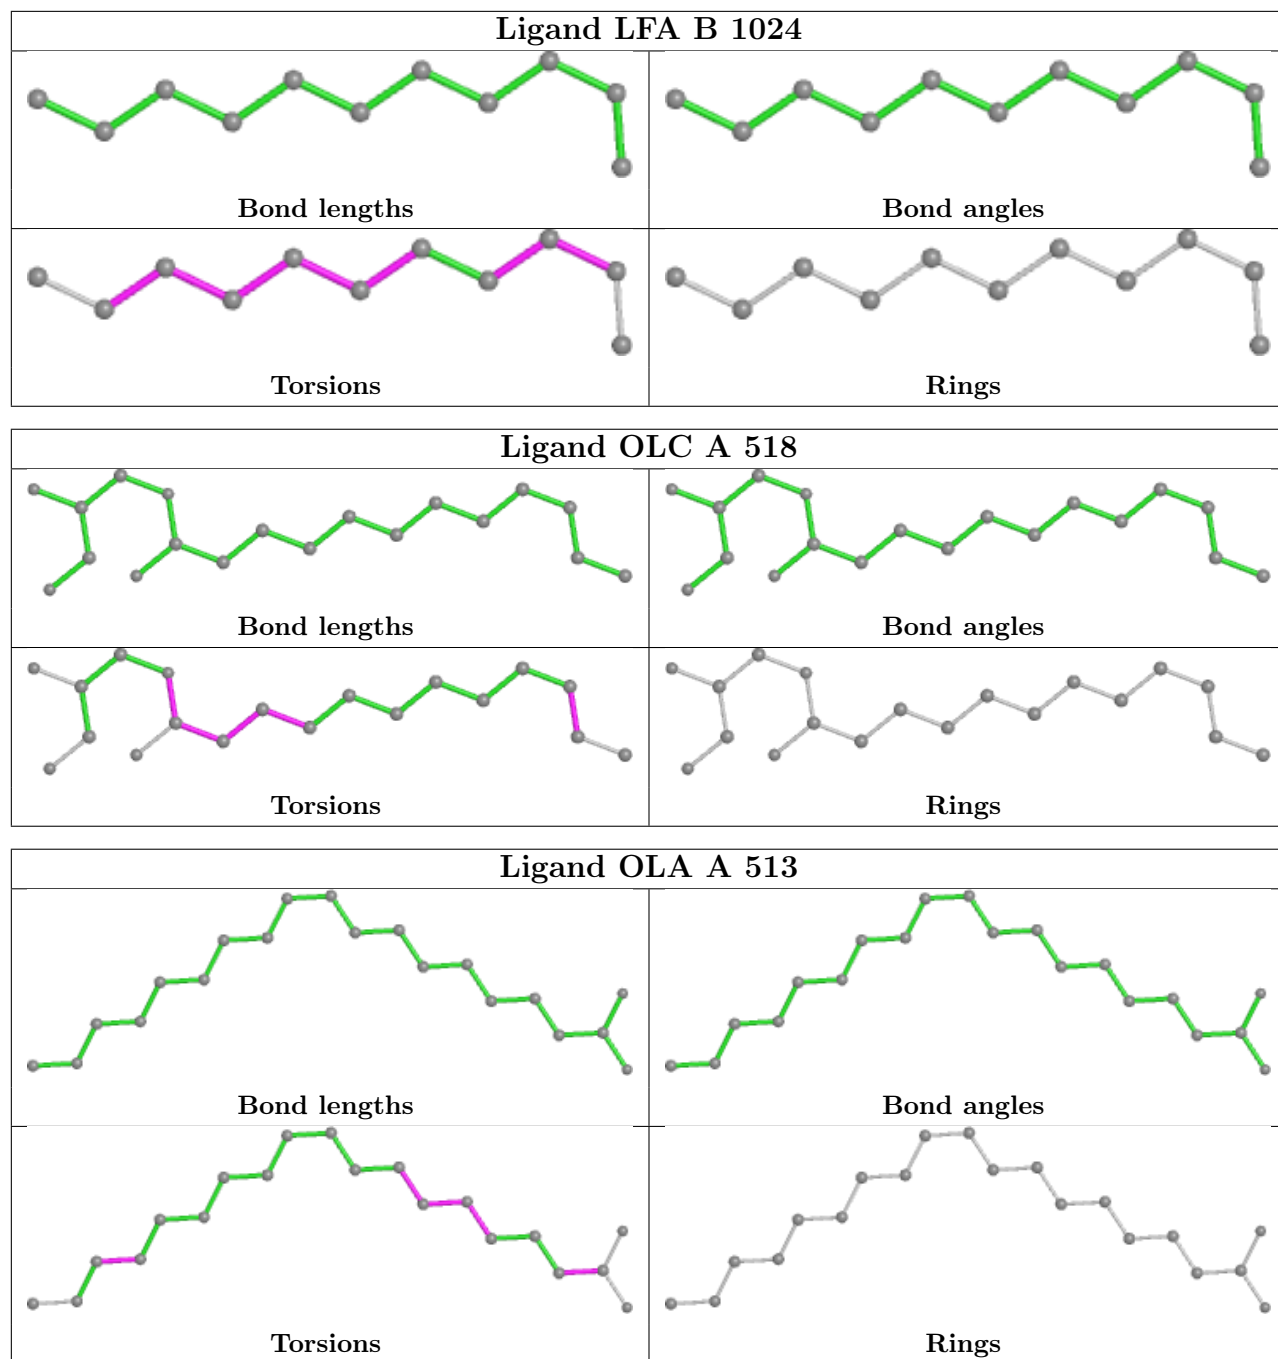 Ligand LFA B 1024
Bond lengths Bond angles
Torsions Rings
Ligand OLC A 518
Bond lengths Bond angles
Torsions Rings
Ligand OLA A 513
Bond lengths Bond angles
Torsions Rings